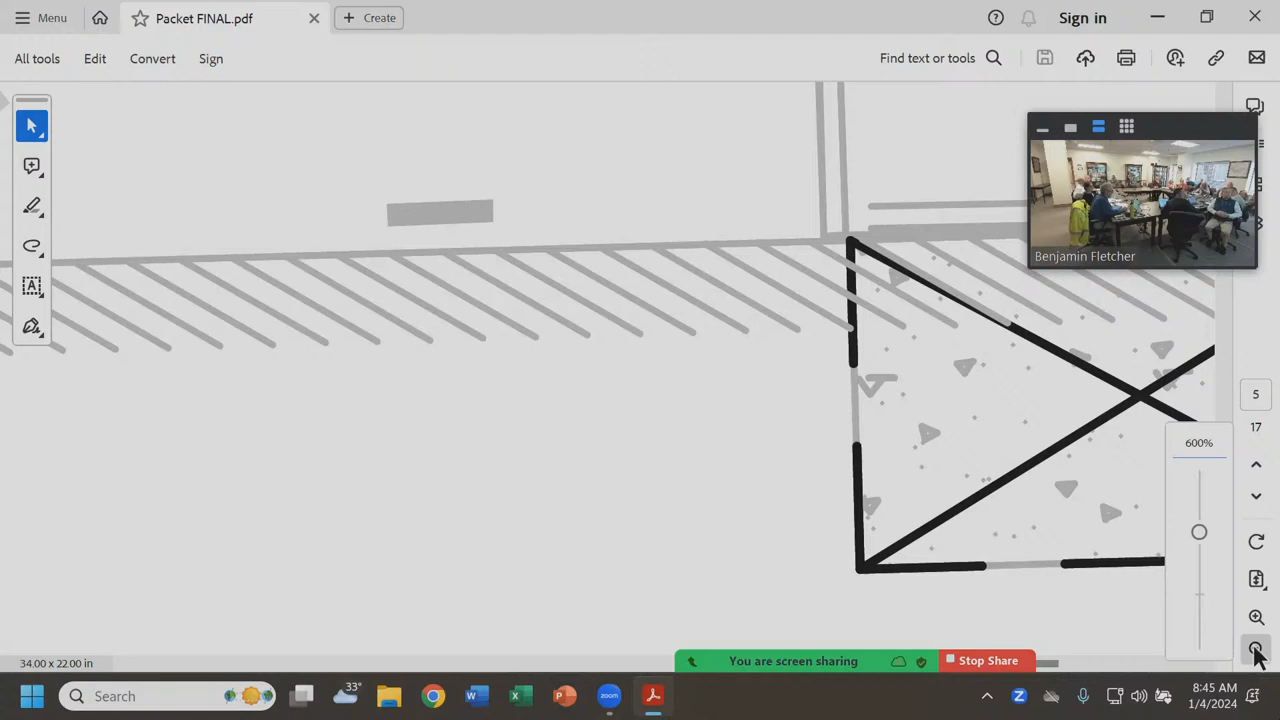 Menu
Packet FINAL.pdf
Create
Sign in
All tools
Edit
Convert
Sign
Find text or tools
Benjamin Fletcher
5
17
600%
34.00 x 22.00 in
You are screen sharing
Stop Share
Search
33°
zoom
8:45 AM
1/4/2024